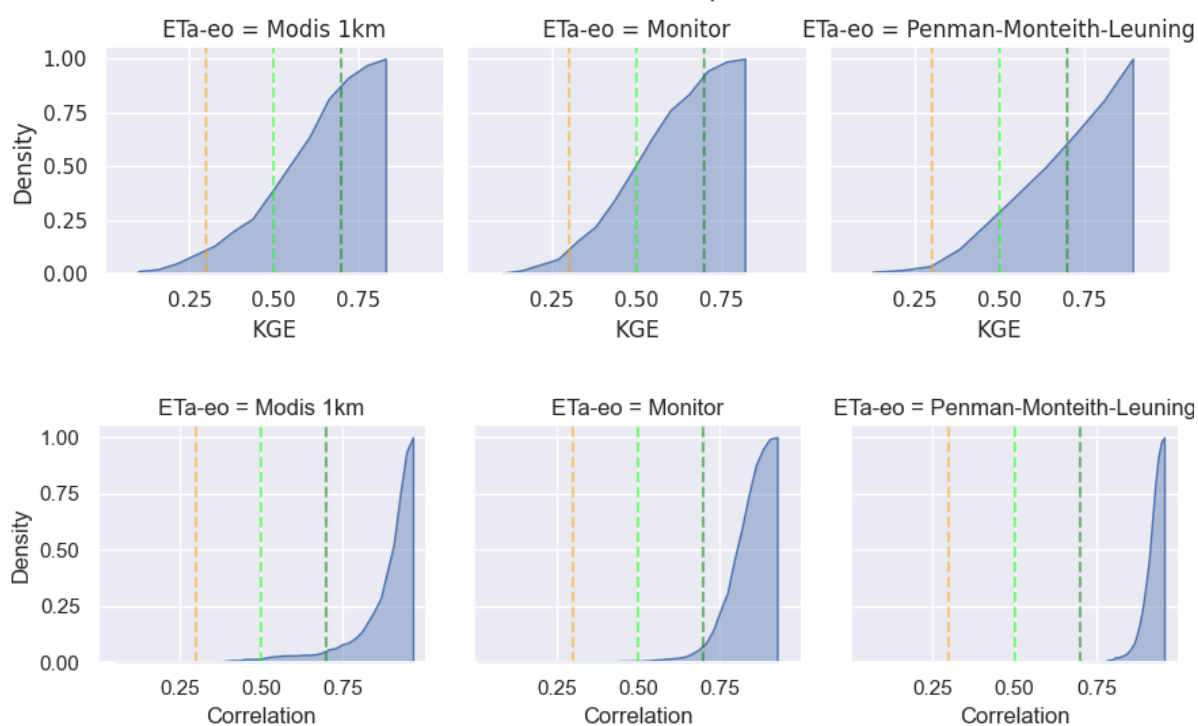 ETa-eo = Modis 1km ETa-eo = Monitor ETa-eo = Penman-Monteith-Leuning
1.00
0.75
0.50
0.25
0.00
Density
0.25 0.50 0.75 0.25 0.50 0.75 0.25 0.50 0.75
KGE KGE KGE
ETa-eo = Modis 1km ETa-eo = Monitor ETa-eo = Penman-Monteith-Leuning
1.00
0.75
0.50
0.25
0.00
Density
0.25 0.50 0.75 0.25 0.50 0.75 0.25 0.50 0.75
Correlation Correlation Correlation